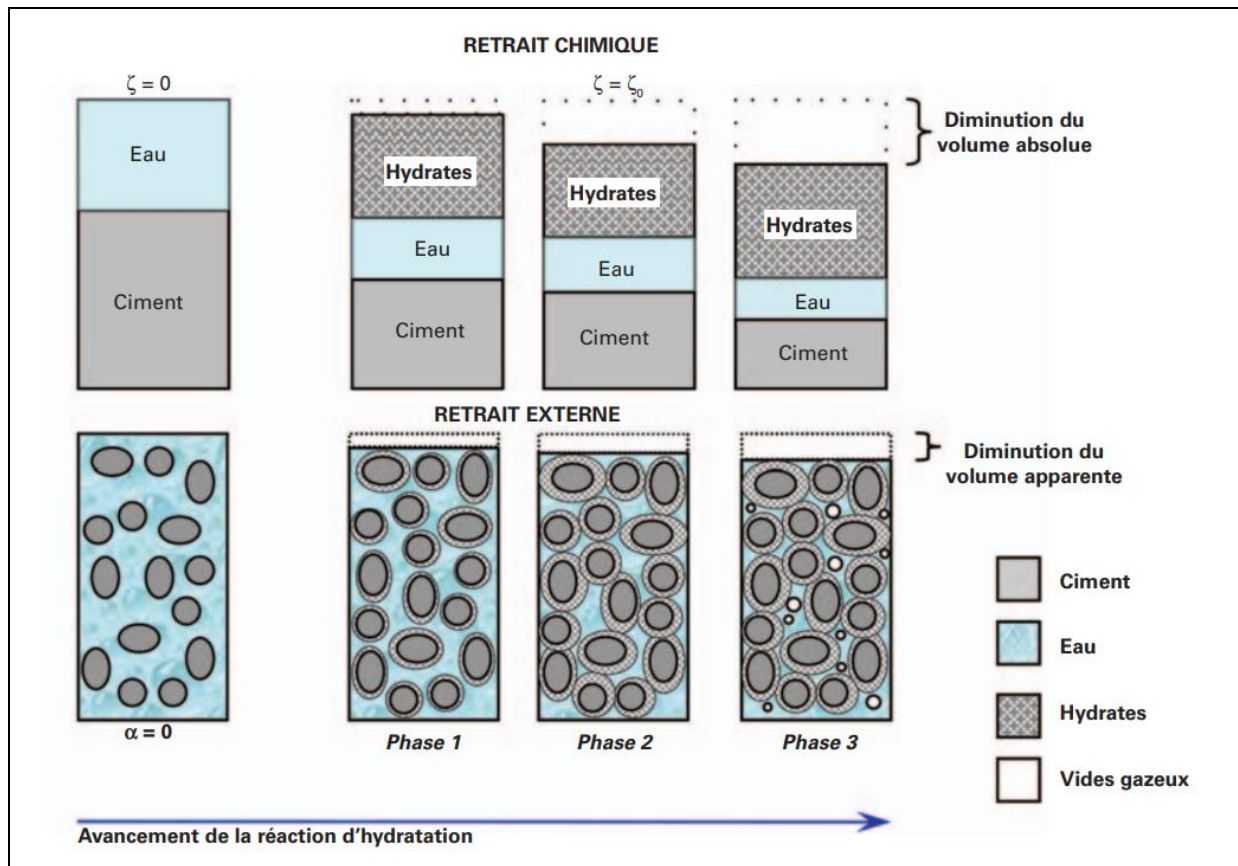 RETRAIT CHIMIQUE
ζ = 0
ζ = ζ₀
Eau
Ciment
Hydrates
Eau
Ciment
Hydrates
Eau
Ciment
Hydrates
Eau
Ciment
Diminution du
volume absolue
RETRAIT EXTERNE
Diminution du
volume apparente
α = 0
Phase 1
Phase 2
Phase 3
Ciment
Eau
Hydrates
Vides gazeux
Avancement de la réaction d’hydratation